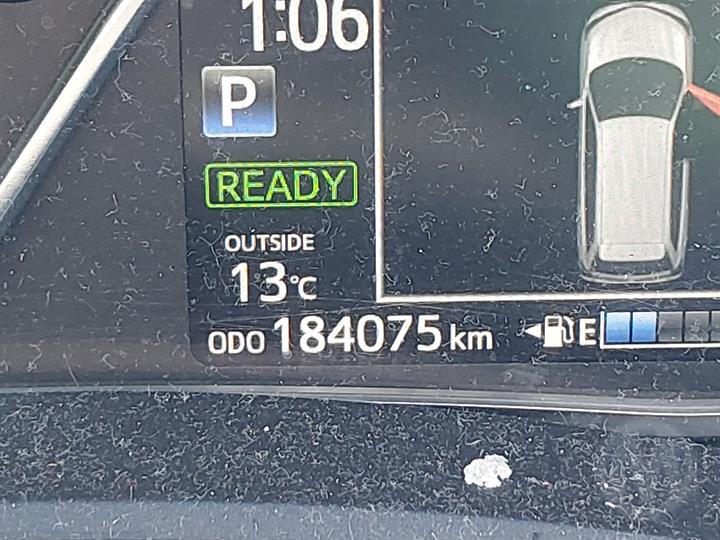 1:06
P
READY
OUTSIDE
13°C
ODO 184075 km E